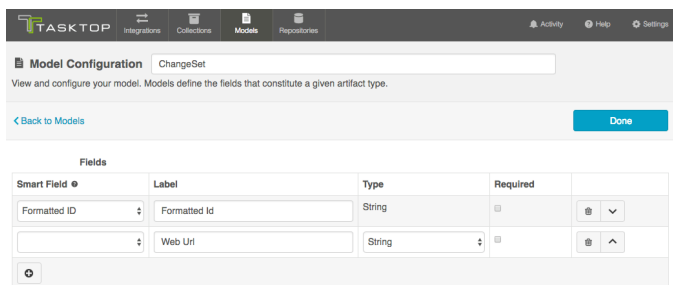 TASKTOP
Integrations Collections Models Repositories Activity Help Settings
Model Configuration ChangeSet
View and configure your model. Models define the fields that constitute a given artifact type.
Back to Models Done
Fields
Smart Field Label Type Required
Formatted ID Formatted Id String
Web Url String